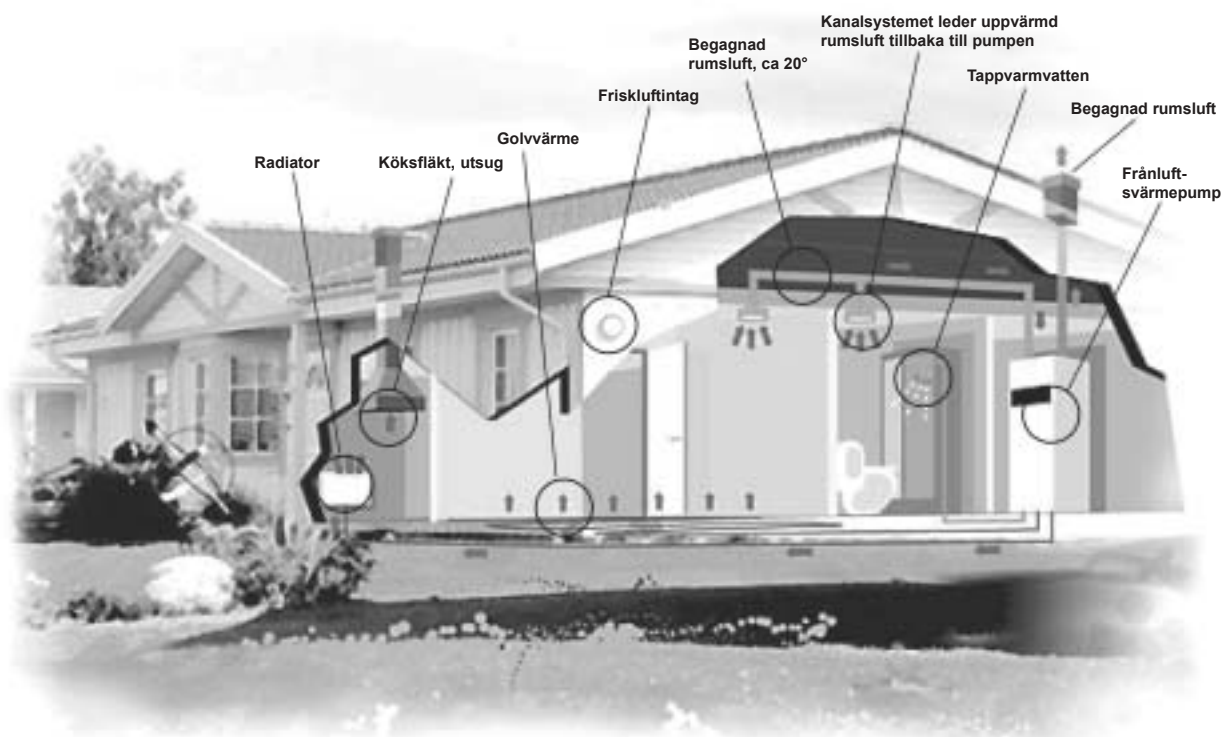 Kanalsystemet leder uppvärmd
rumsluft tillbaka till pumpen
Begagnad
rumsluft, ca 20°
Tappvarmvatten
Friskluftintag
Begagnad rumsluft
Golvvärme
Radiator
Köksfläkt, utsug
Frånluft-
svärmepump